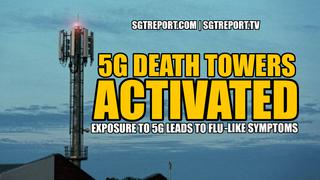 SGTREPORT.COM | SGTREPORT.TV
5G DEATH TOWERS
ACTIVATED
EXPOSURE TO 5G LEADS TO FLU-LIKE SYMPTOMS